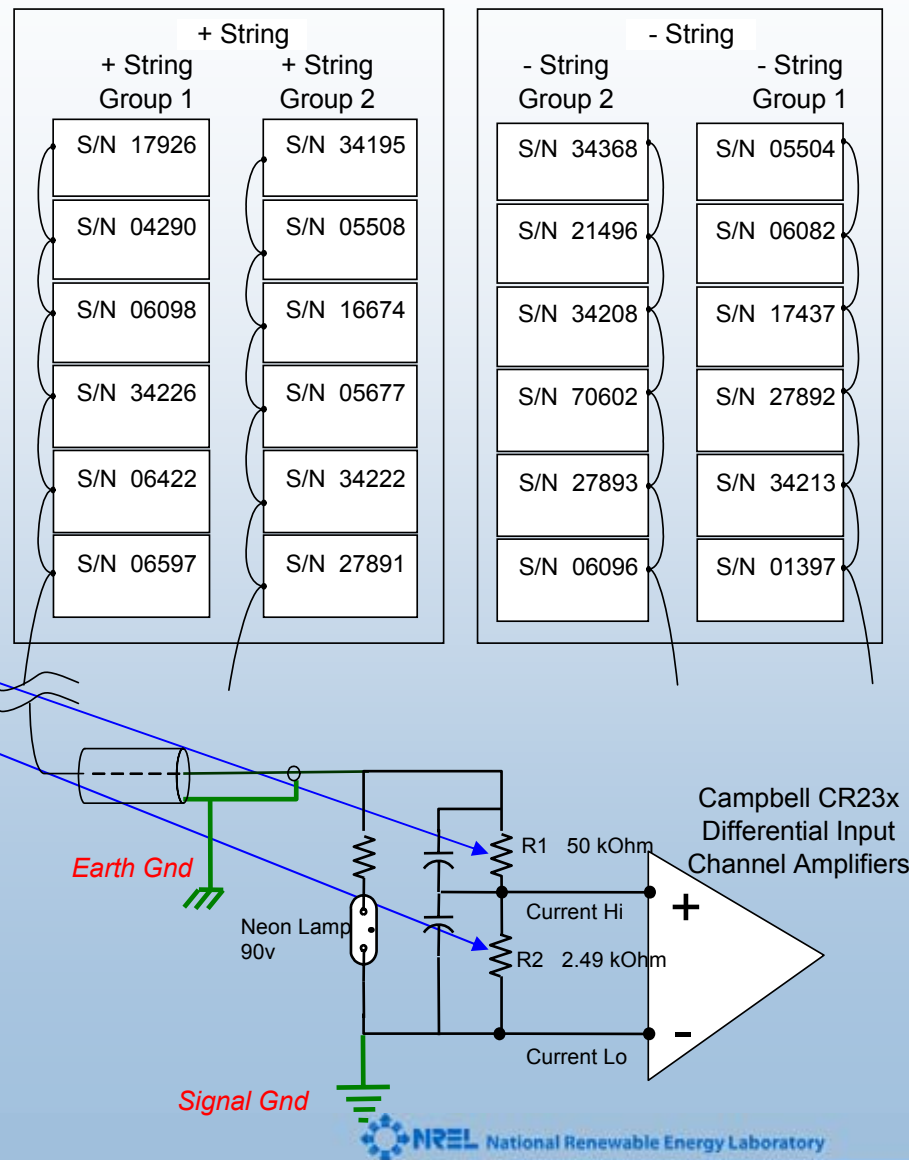 + String
+ String
Group 1
+ String
Group 2
S/N 17926
S/N 04290
S/N 06098
S/N 34226
S/N 06422
S/N 06597
S/N 34195
S/N 05508
S/N 16674
S/N 05677
S/N 34222
S/N 27891
- String
- String
Group 2
- String
Group 1
S/N 34368
S/N 21496
S/N 34208
S/N 70602
S/N 27893
S/N 06096
S/N 05504
S/N 06082
S/N 17437
S/N 27892
S/N 34213
S/N 01397
Earth Gnd
Neon Lamp
90v
R1 50 kOhm
Current Hi
R2 2.49 kOhm
Current Lo
Campbell CR23x
Differential Input
Channel Amplifiers
+
-
Signal Gnd
NREL National Renewable Energy Laboratory